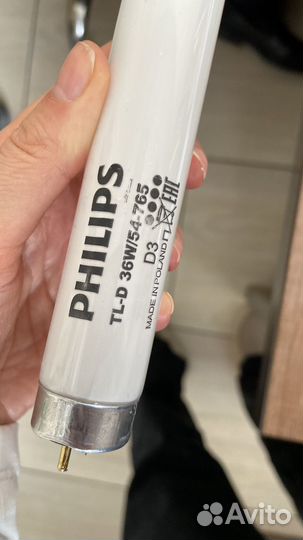 PHILIPS
TL-D 36W/54-765
D3
MADE IN POLAND
EAC
Avito